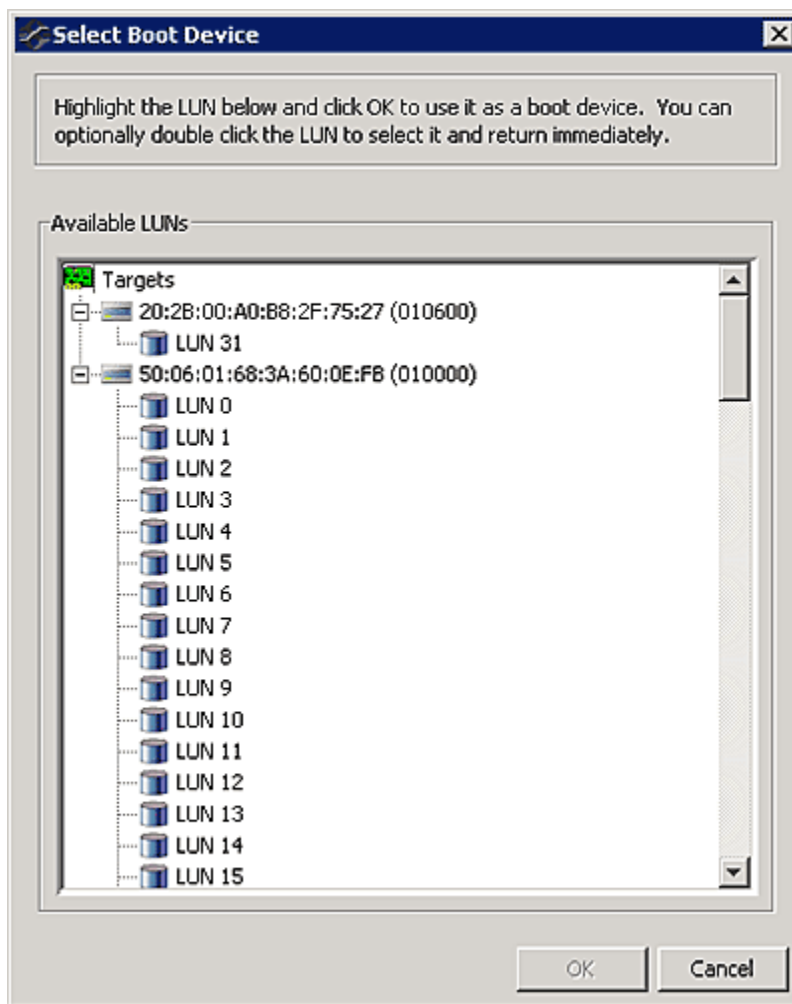 Select Boot Device
Highlight the LUN below and click OK to use it as a boot device. You can
optionally double click the LUN to select it and return immediately.
Available LUNs
Targets
20:2B:00:A0:B8:2F:75:27 (010600)
LUN 31
50:06:01:68:3A:60:0E:FB (010000)
LUN 0
LUN 1
LUN 2
LUN 3
LUN 4
LUN 5
LUN 6
LUN 7
LUN 8
LUN 9
LUN 10
LUN 11
LUN 12
LUN 13
LUN 14
LUN 15
OK
Cancel